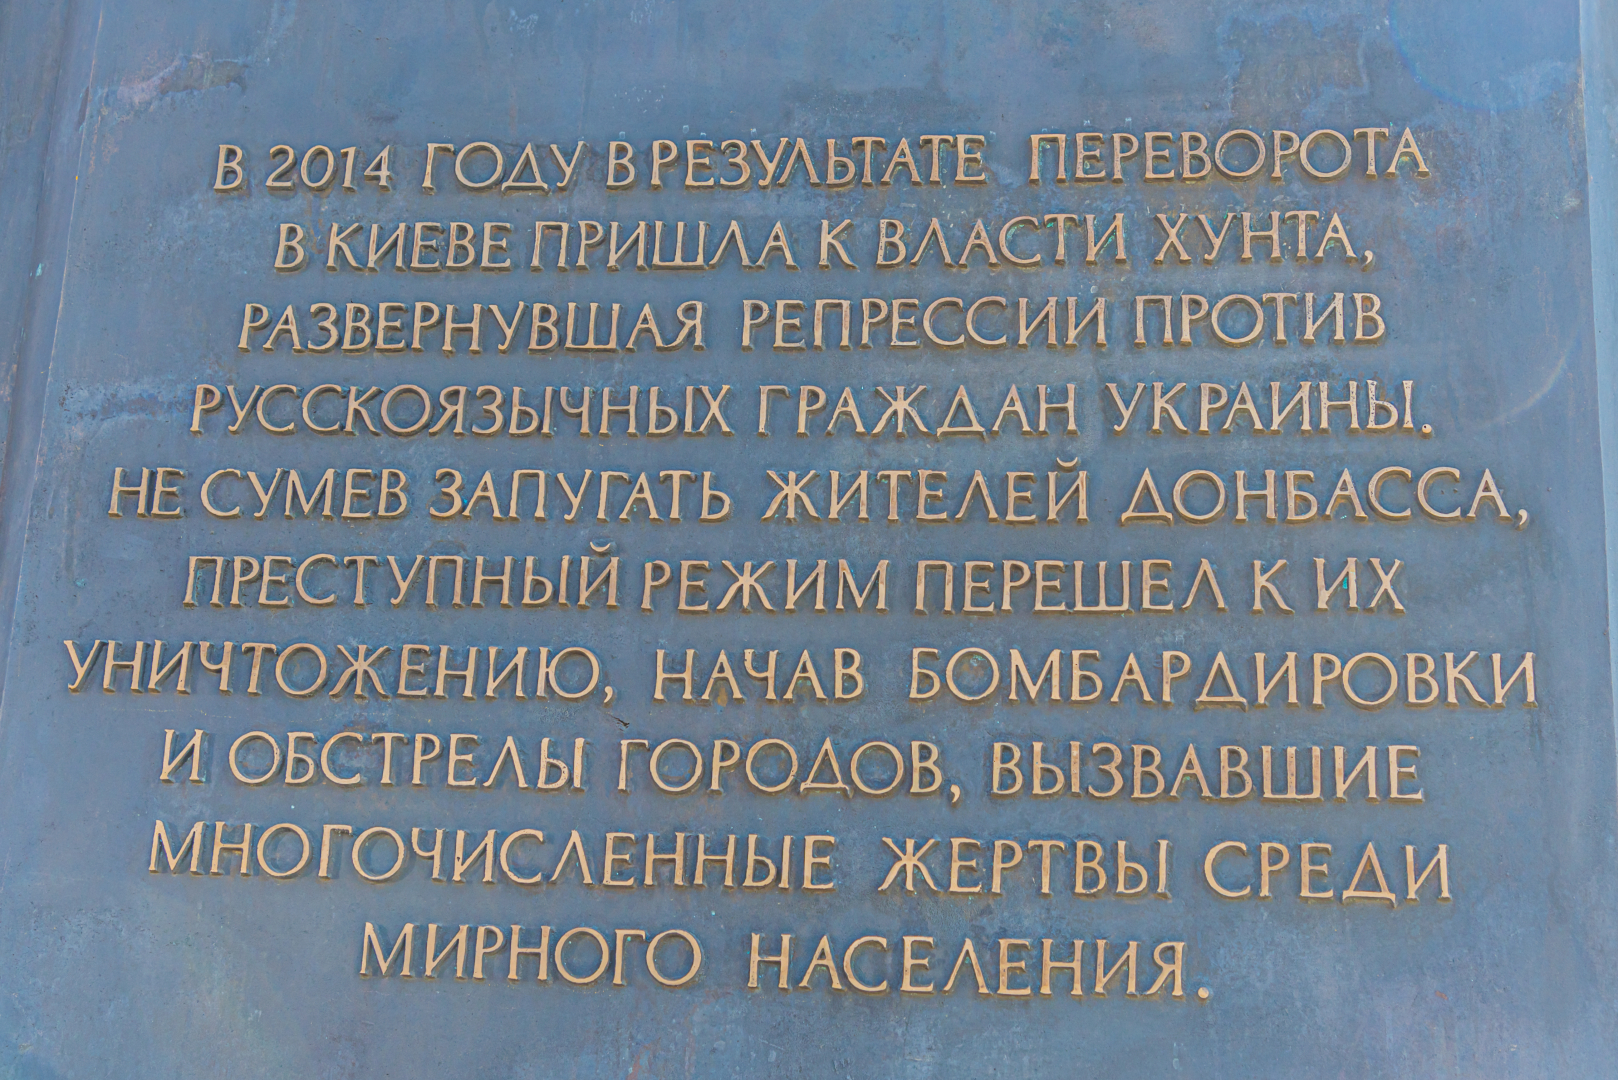 В 2014 ГОДУ В РЕЗУЛЬТАТЕ ПЕРЕВОРОТА
В КИЕВЕ ПРИШЛА К ВЛАСТИ ХУНТА,
РАЗВЕРНУВШАЯ РЕПРЕССИИ ПРОТИВ
РУССКОЯЗЫЧНЫХ ГРАЖДАН УКРАИНЫ.
НЕ СУМЕВ ЗАПУГАТЬ ЖИТЕЛЕЙ ДОНБАССА,
ПРЕСТУПНЫЙ РЕЖИМ ПЕРЕШЕЛ К ИХ
УНИЧТОЖЕНИЮ, НАЧАВ БОМБАРДИРОВКИ
И ОБСТРЕЛЫ ГОРОДОВ, ВЫЗВАВШИЕ
МНОГОЧИСЛЕННЫЕ ЖЕРТВЫ СРЕДИ
МИРНОГО НАСЕЛЕНИЯ.